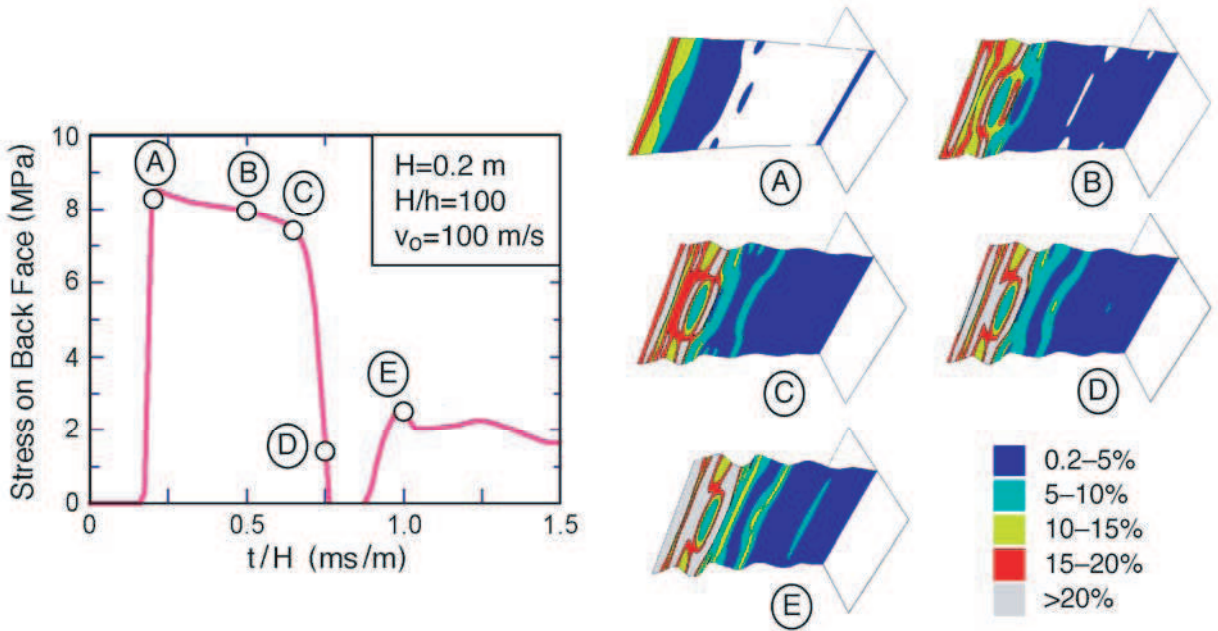 Stress on Back Face (MPa)
10
8
6
4
2
0
A
B
C
D
E
H=0.2 m
H/h=100
vₒ=100 m/s
0
0.5
1.0
1.5
t/H (ms/m)
A
B
C
D
E
0.2–5%
5–10%
10–15%
15–20%
>20%